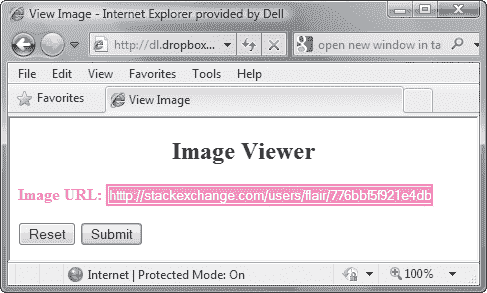 View Image - Internet Explorer provided by Dell
http://dl.dropbox... open new window in ta
File Edit View Favorites Tools Help
Favorites View Image
Image Viewer
Image URL: http://stackexchange.com/users/flair/776bbf5f921e4db
Reset Submit
Internet | Protected Mode: On 100%